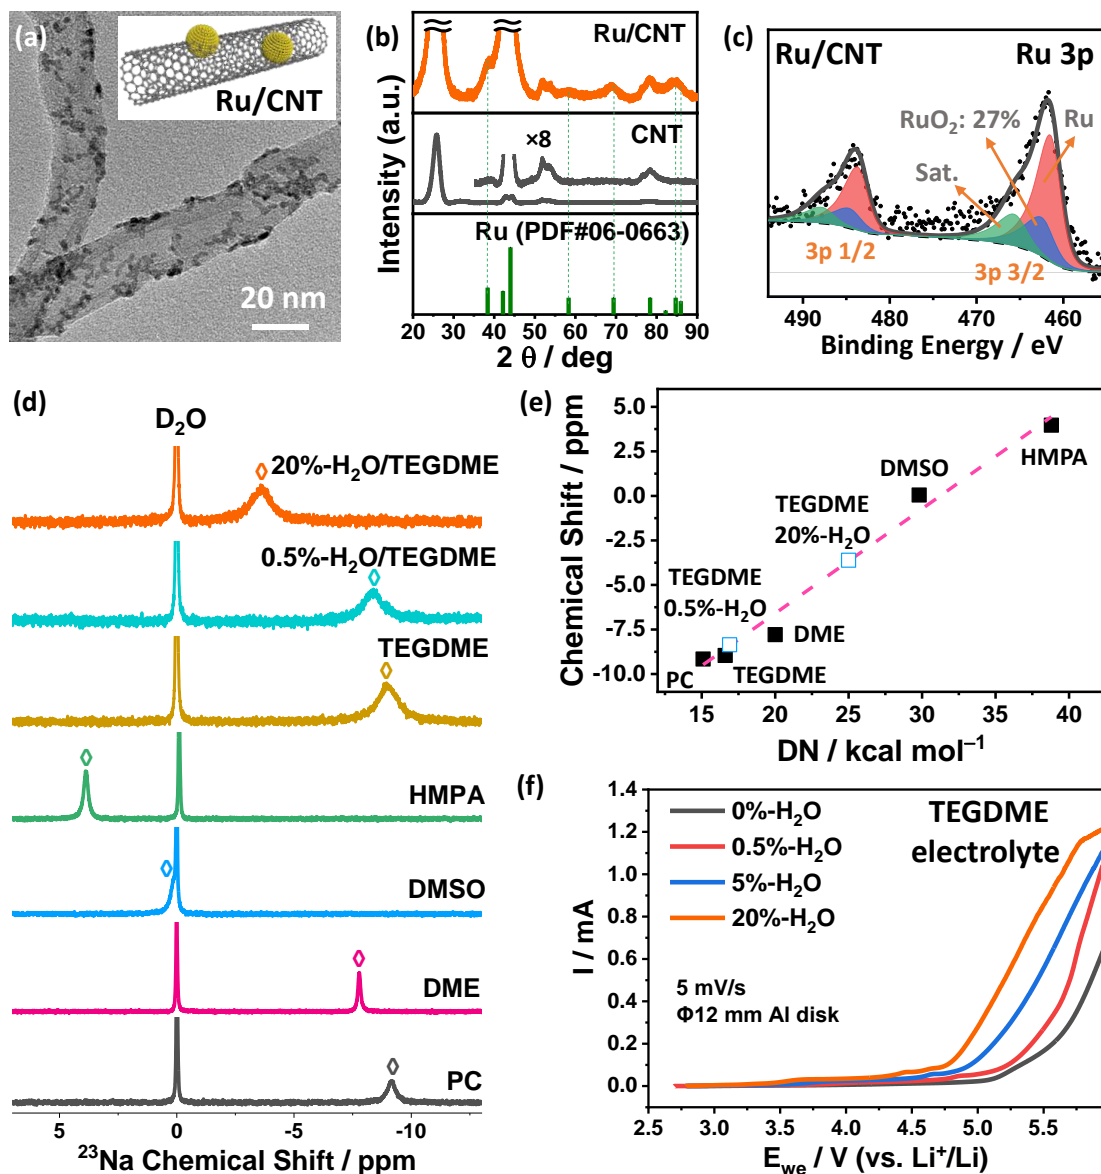 (a)
Ru/CNT
20 nm
(b)
Ru/CNT
CNT
×8
Ru (PDF#06-0663)
Intensity (a.u.)
20 30 40 50 60 70 80 90
2 θ / deg
(c)
Ru/CNT
Ru 3p
RuO₂: 27%
Ru
Sat.
3p 1/2
3p 3/2
490 480 470 460
Binding Energy / eV
(d)
D₂O
20%-H₂O/TEGDME
0.5%-H₂O/TEGDME
TEGDME
HMPA
DMSO
DME
PC
5 0 -5 -10
²³Na Chemical Shift / ppm
(e)
Chemical Shift / ppm
5.0
2.5
0.0
-2.5
-5.0
-7.5
-10.0
HMPA
DMSO
TEGDME
20%-H₂O
TEGDME
0.5%-H₂O
DME
PC
TEGDME
15 20 25 30 35 40
DN / kcal mol⁻¹
(f)
I / mA
1.4
1.2
1.0
0.8
0.6
0.4
0.2
0.0
0%-H₂O
0.5%-H₂O
5%-H₂O
20%-H₂O
TEGDME
electrolyte
5 mV/s
Φ12 mm Al disk
2.5 3.0 3.5 4.0 4.5 5.0 5.5
E_we / V (vs. Li⁺/Li)